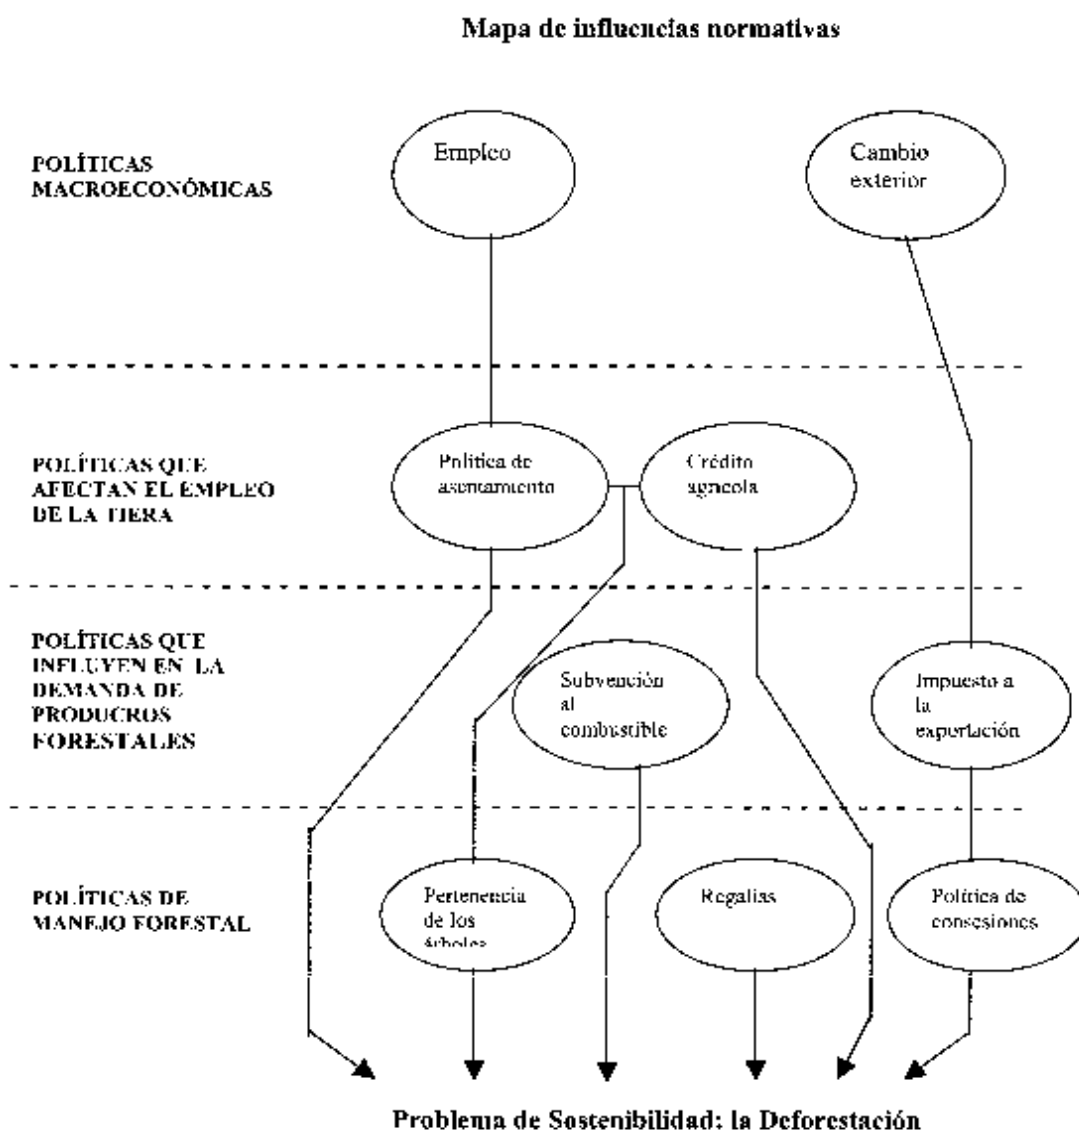 Mapa de influencias normativas
POLÍTICAS
MACROECONÓMICAS
Empleo
Cambio
exterior
POLÍTICAS QUE
AFECTAN EL EMPLEO
DE LA TIERA
Política de
asentamiento
Crédito
agrícola
POLÍTICAS QUE
INFLUYEN EN LA
DEMANDA DE
PRODUCROS
FORESTALES
Subvención
al
combustible
Impuesto a
la
exportación
POLÍTICAS DE
MANEJO FORESTAL
Pertenencia
de los
árboles
Regalías
Política de
consesiones
Problema de Sostenibilidad: la Deforestación